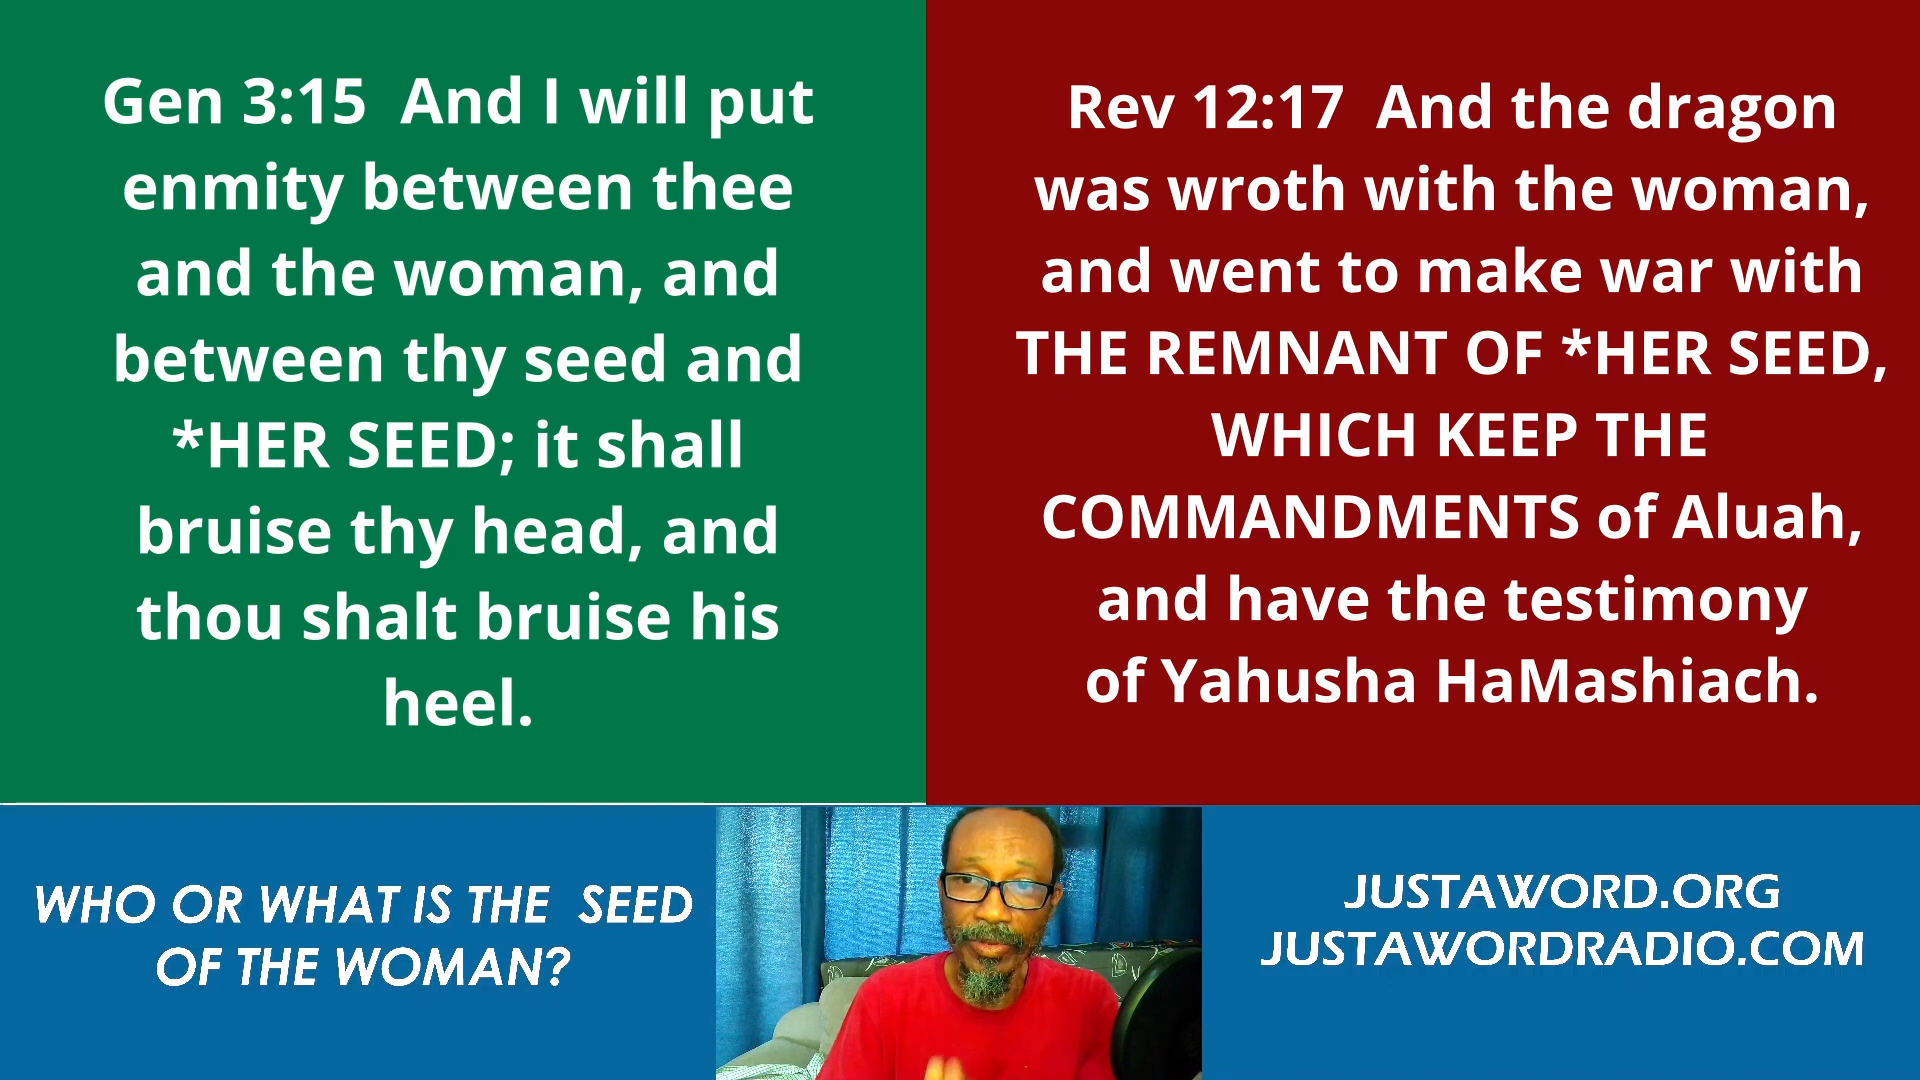 Gen 3:15  And I will put
enmity between thee
and the woman, and
between thy seed and
*HER SEED; it shall
bruise thy head, and
thou shalt bruise his
heel.
Rev 12:17  And the dragon
was wroth with the woman,
and went to make war with
THE REMNANT OF *HER SEED,
WHICH KEEP THE
COMMANDMENTS of Aluah,
and have the testimony
of Yahusha HaMashiach.
WHO OR WHAT IS THE  SEED
OF THE WOMAN?
JUSTAWORD.ORG
JUSTAWORDRADIO.COM